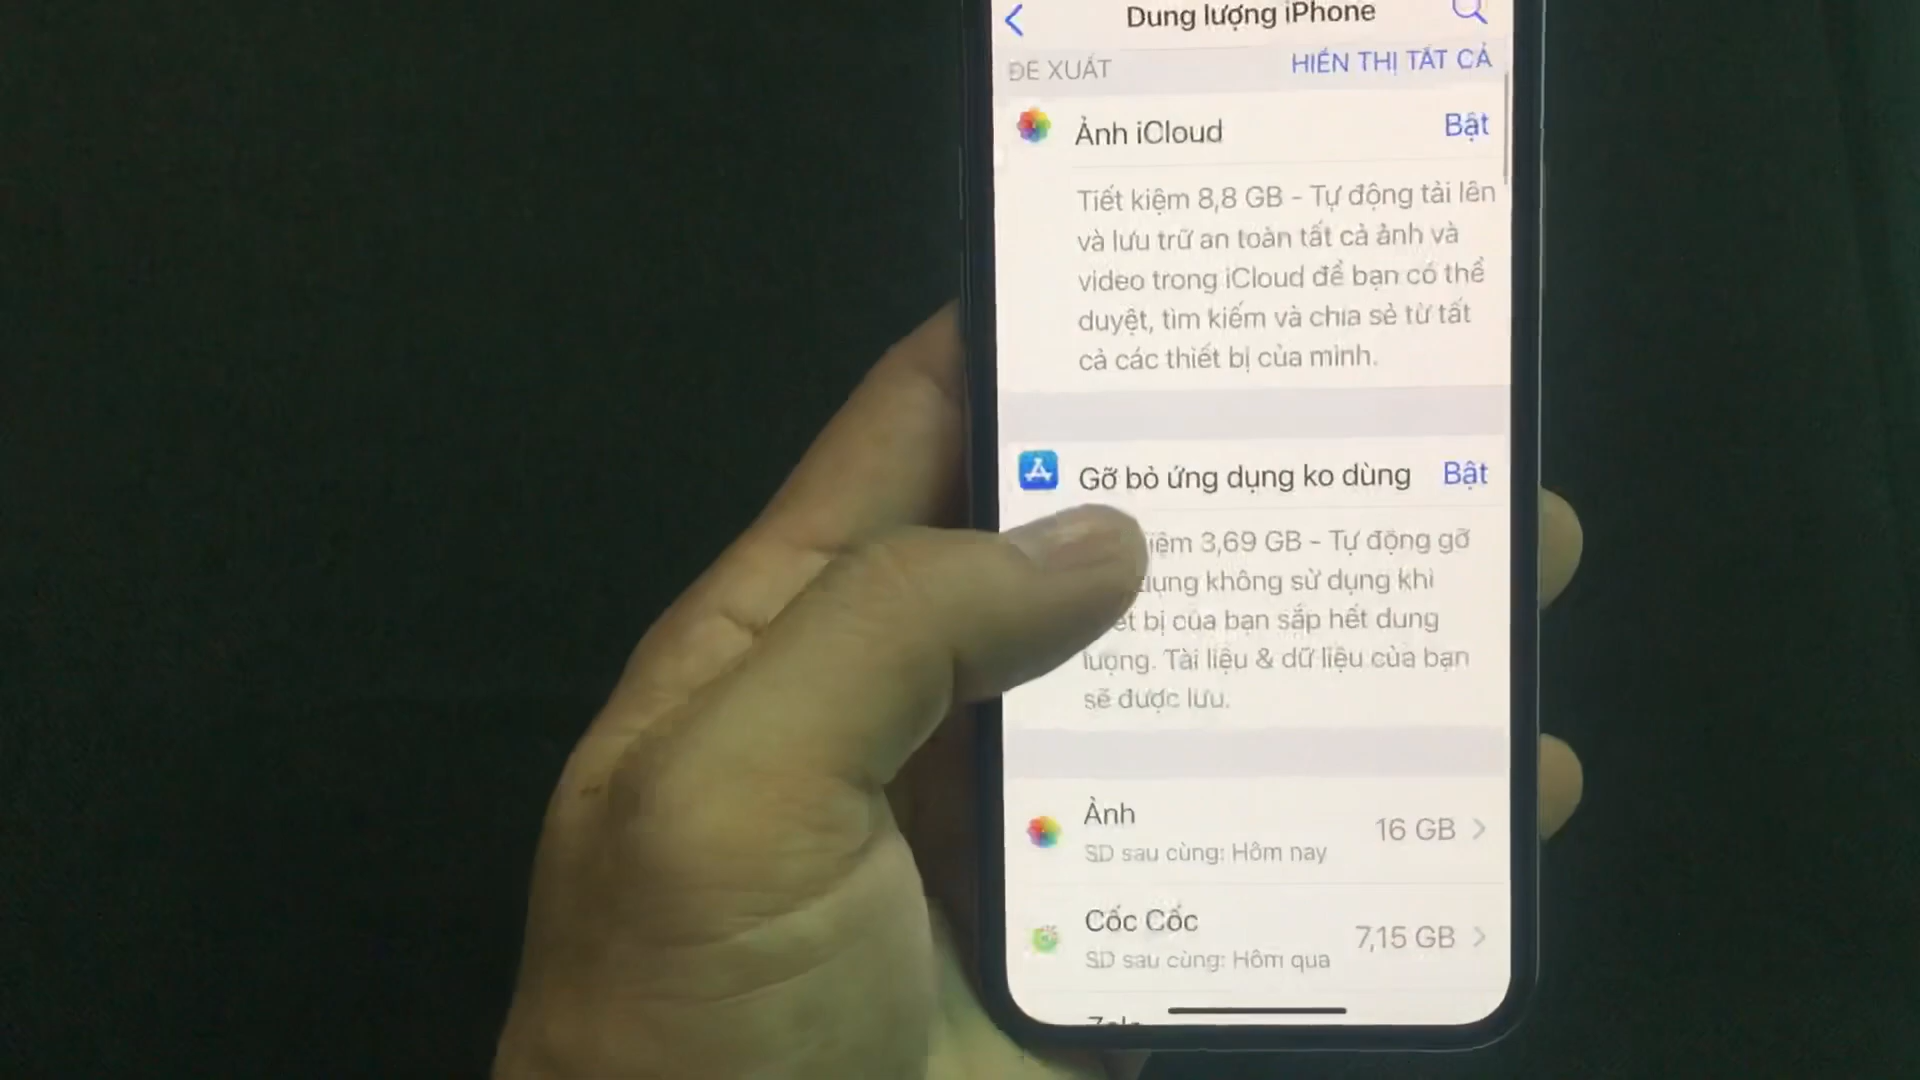 Dung lượng iPhone
ĐỀ XUẤT
HIỂN THỊ TẤT CẢ
Ảnh iCloud
Bật
Tiết kiệm 8,8 GB - Tự động tải lên
và lưu trữ an toàn tất cả ảnh và
video trong iCloud để bạn có thể
duyệt, tìm kiếm và chia sẻ từ tất
cả các thiết bị của mình.
Gỡ bỏ ứng dụng ko dùng
Bật
3,69 GB - Tự động gỡ
dụng không sử dụng khi
bị của bạn sắp hết dung
lượng. Tài liệu & dữ liệu của bạn
sẽ được lưu.
Ảnh
16 GB
SD sau cùng: Hôm nay
Cốc Cốc
7,15 GB
SD sau cùng: Hôm qua